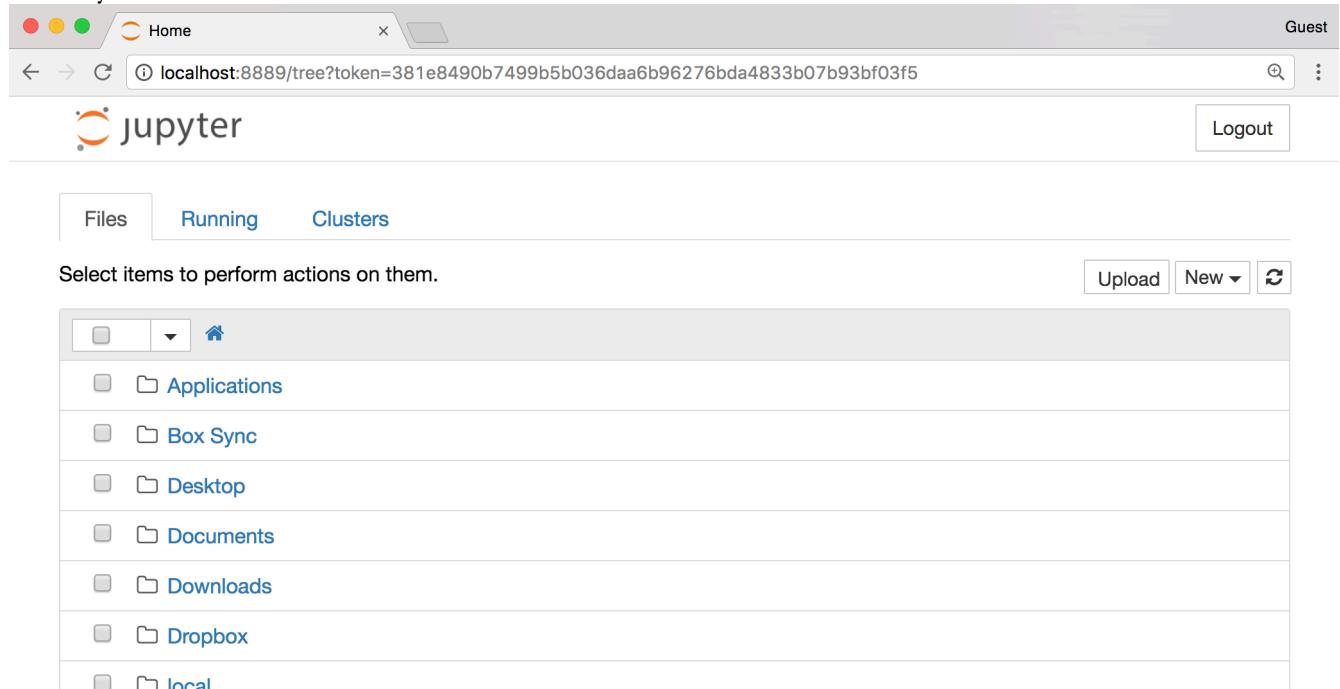 Home
Guest
localhost:8889/tree?token=381e8490b7499b5b036daa6b96276bda4833b07b93bf03f5
jupyter
Logout
Files Running Clusters
Select items to perform actions on them.
Upload New
Applications
Box Sync
Desktop
Documents
Downloads
Dropbox
local